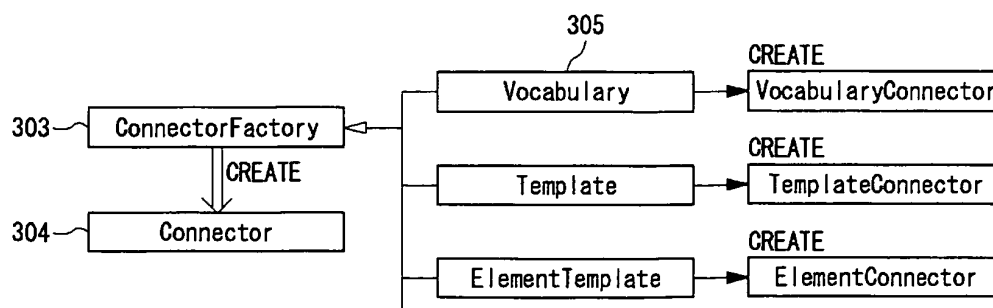 305
CREATE
Vocabulary
VocabularyConnector
303
ConnectorFactory
CREATE
CREATE
Template
TemplateConnector
304
Connector
CREATE
ElementTemplate
ElementConnector